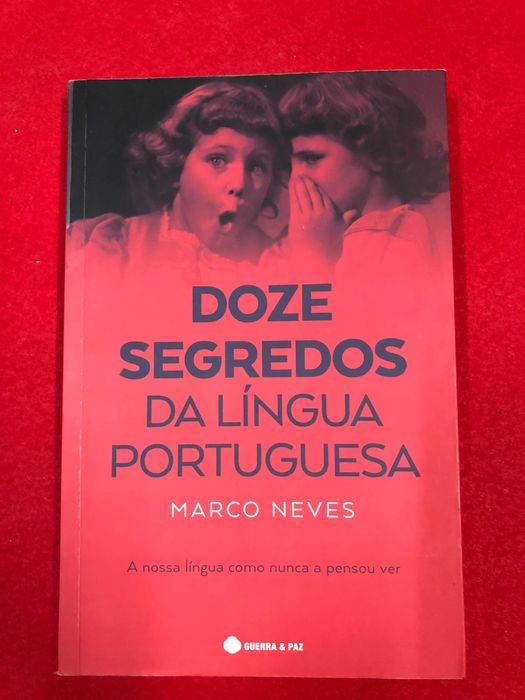 DOZE
SEGREDOS
DA LÍNGUA
PORTUGUESA
MARCO NEVES
A nossa língua como nunca a pensou ver
GUERRA & PAZ